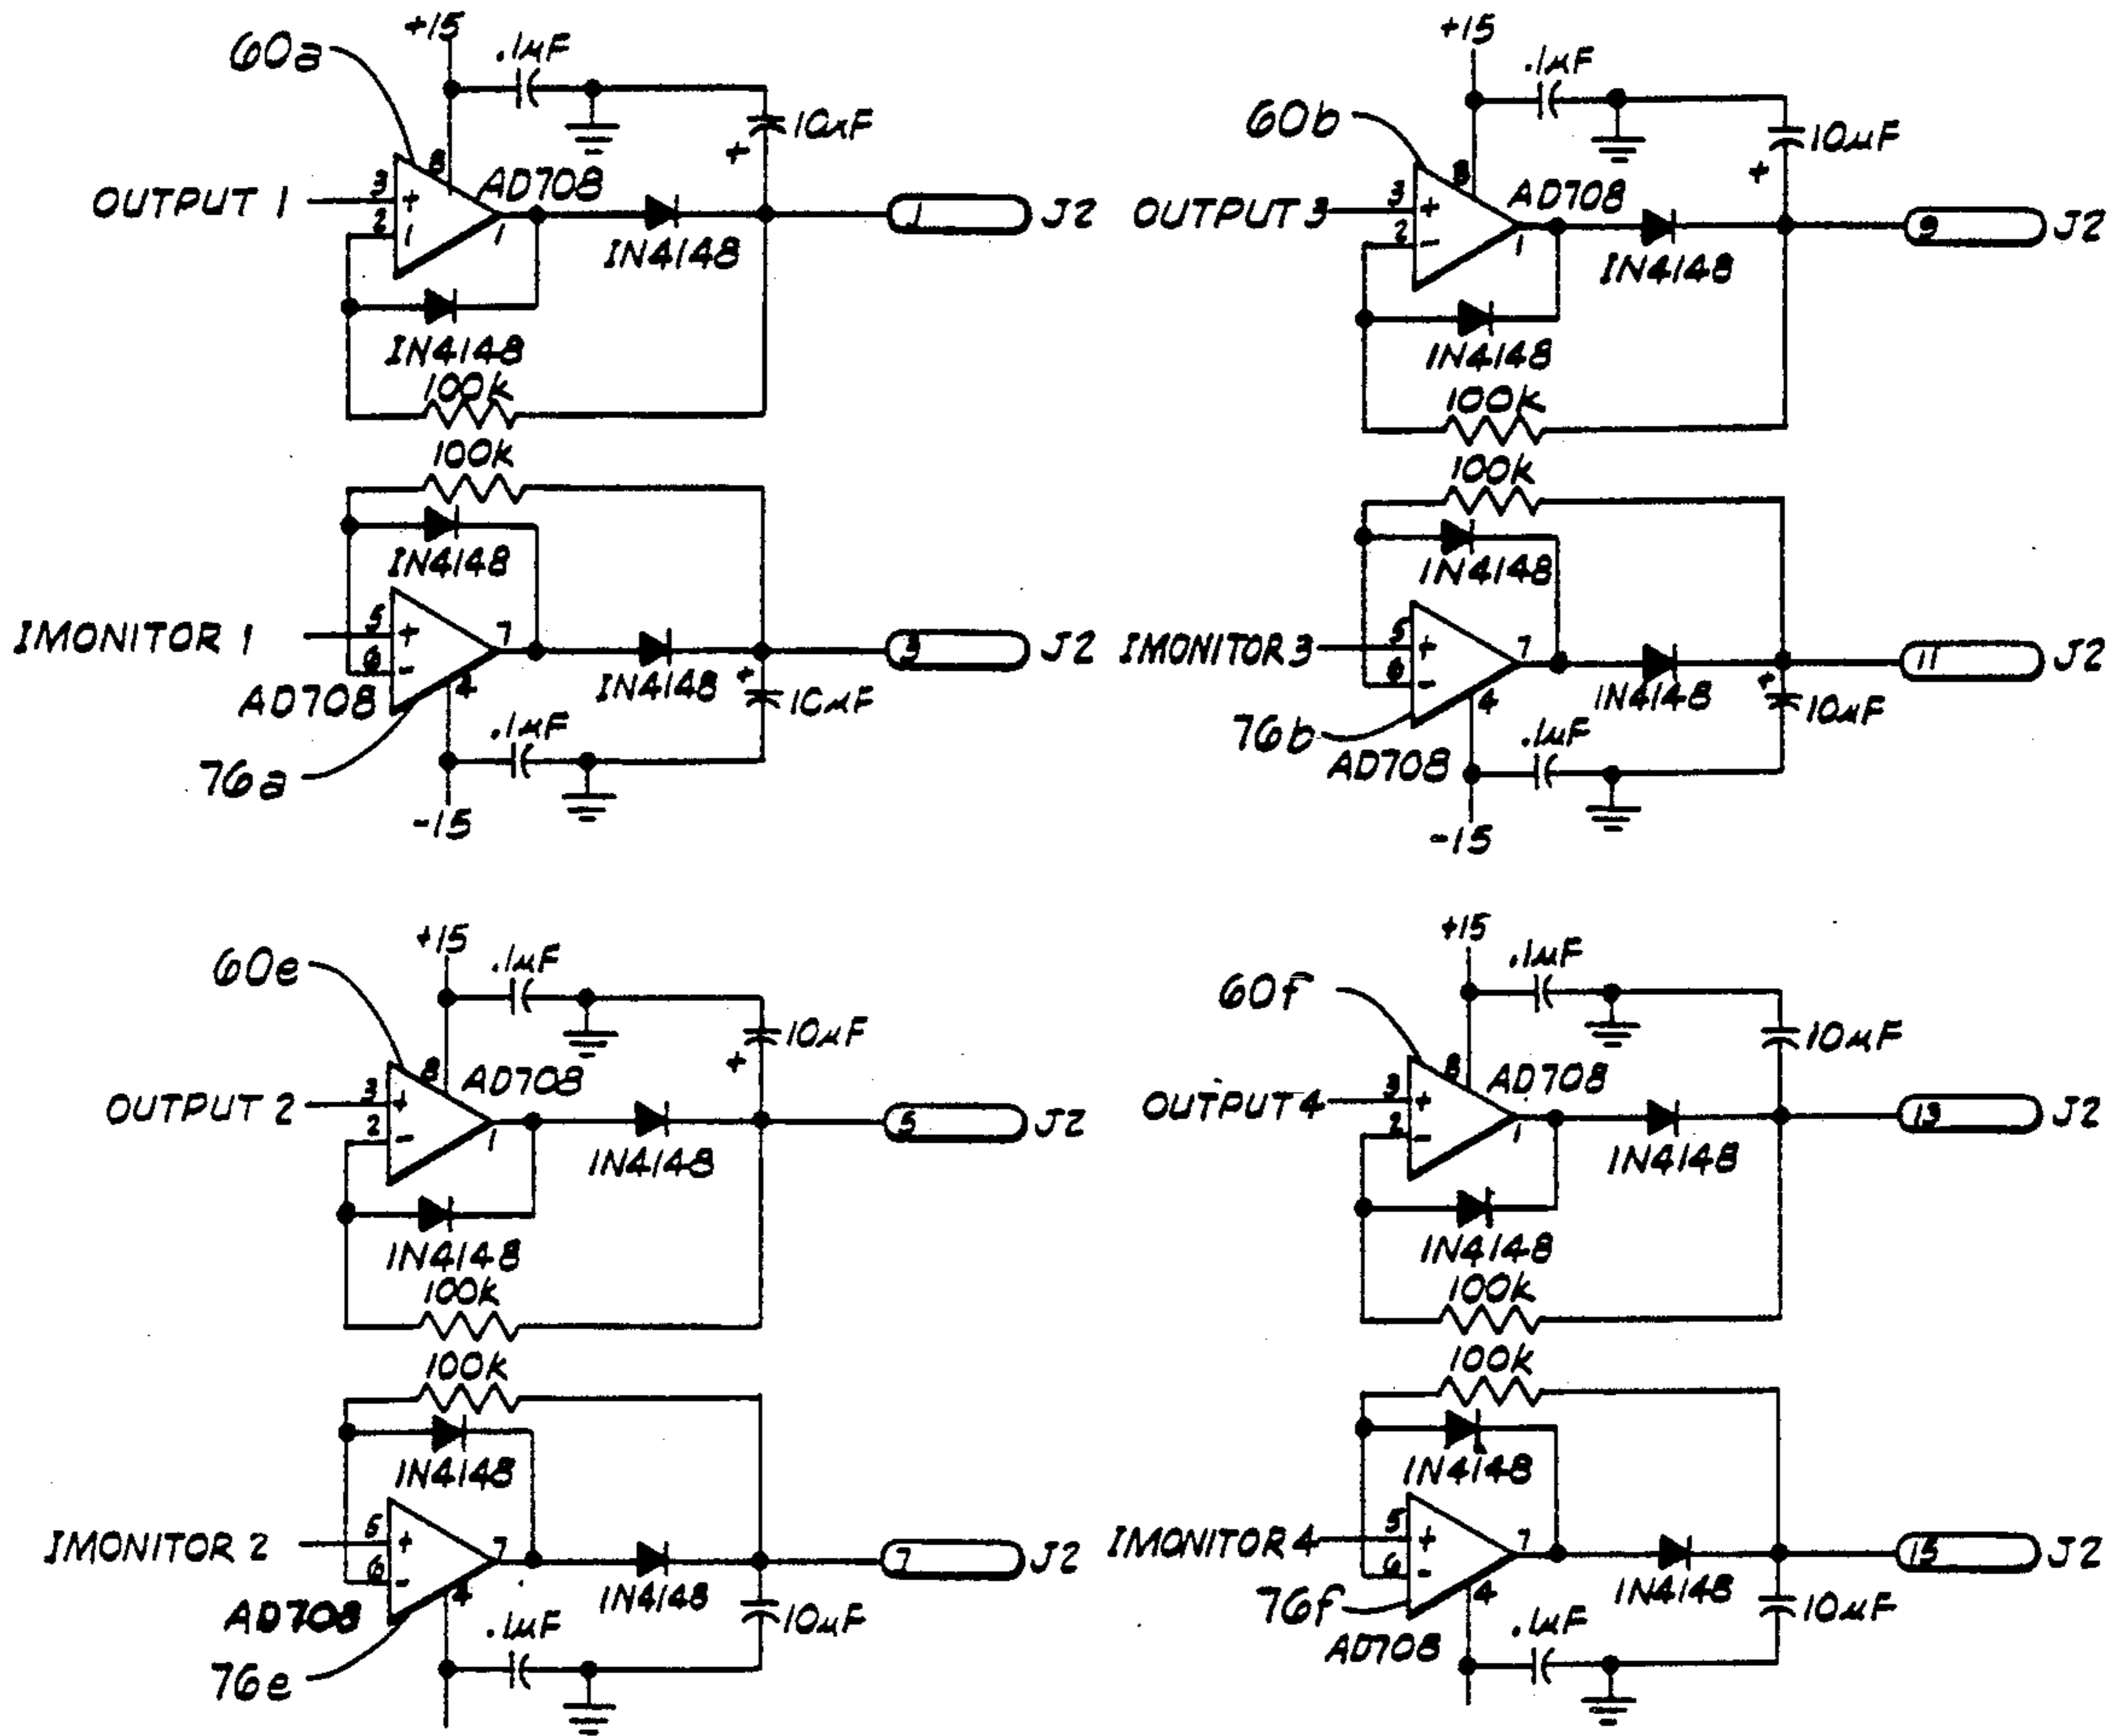 +15
60a
.1µF
10µF
+
OUTPUT 1
3
+
8
AD708
2
1
IN4148
1
J2
IN4148
100k
100k
IN4148
IMONITOR 1
5
+
7
6
-
AD708
4
IN4148
+
10µF
3
J2
.1µF
76a
-15
+15
60b
.1µF
10µF
+
OUTPUT 3
3
+
8
AD708
2
-
1
IN4148
9
J2
IN4148
100k
100k
IN4148
IMONITOR 3
5
+
7
6
-
4
IN4148
+
10µF
11
J2
76b
AD708
.1µF
-15
+15
60e
.1µF
10µF
+
OUTPUT 2
3
+
8
AD708
2
-
1
IN4148
5
J2
IN4148
100k
100k
IN4148
IMONITOR 2
5
+
7
6
-
AD708
4
IN4148
10µF
7
J2
.1µF
76e
+15
60f
.1µF
10µF
OUTPUT 4
3
+
8
AD708
2
-
1
IN4148
13
J2
IN4148
100k
100k
IN4148
IMONITOR 4
5
+
7
6
-
4
IN4148
10µF
15
J2
76f
AD708
.1µF